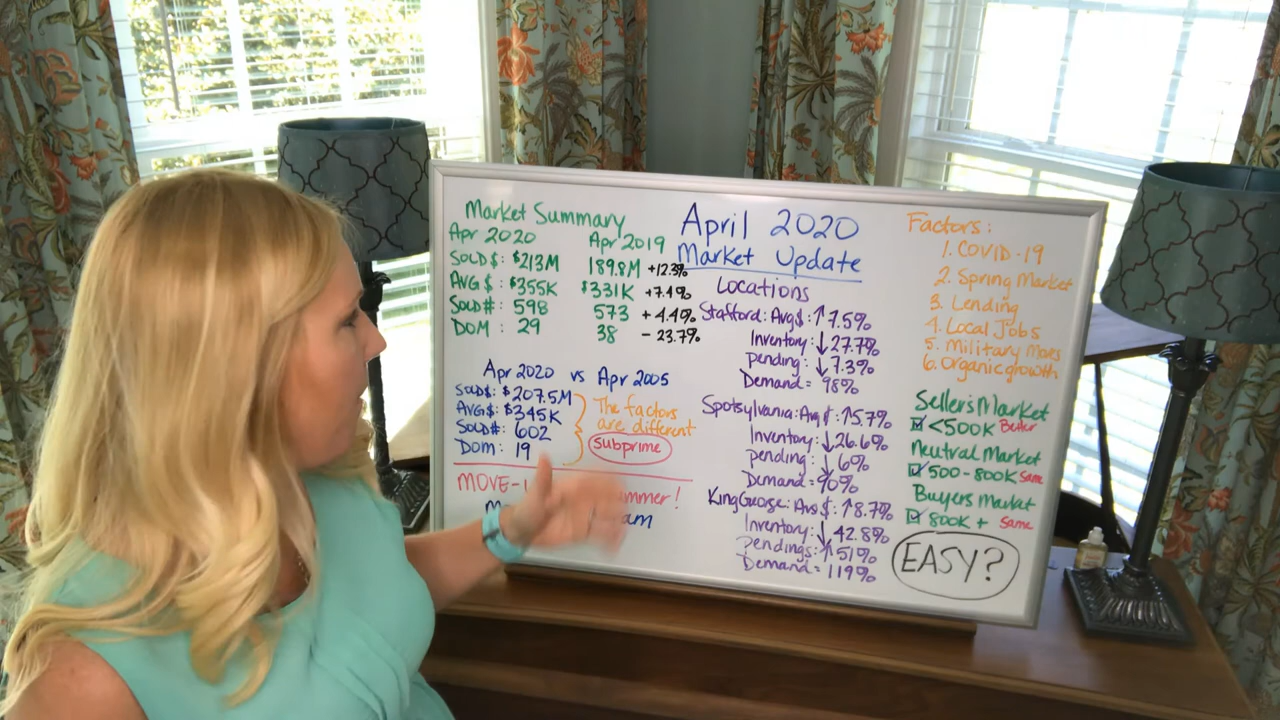 Market Summary
Apr 2020 Apr 2019
SOLD $: $213M 189.8M +12.3%
AVG $: $355K $331K +7.4%
SOLD#: 598 573 +4.4%
DOM: 29 38 - 23.7%
Apr 2020 vs Apr 2005
SOLD$: $207.5M
AVG$: $345K
SOLD#: 602
DOM: 19
The factors
are different
subprime
MOVE-
ummer!
am
April 2020
Market Update
Locations
Stafford: Avg$: ↑7.5%
Inventory: ↓27.7%
pending: ↓7.3%
Demand= 98%
Spotsylvania: Avg $: ↑5.7%
Inventory: ↓26.6%
pending: ↓6%
Demand= 90%
King George: Avg $: ↑8.7%
Inventory: ↓42.8%
pendings: ↑51%
Demand= 119%
Factors:
1. COVID-19
2. Spring Market
3. Lending
4. Local Jobs
5. Military Moves
6. Organic growth
Sellers Market
☑ <500K Better
Neutral Market
☑ 500-800K Same
Buyers Market
☑ 800K + Same
EASY?